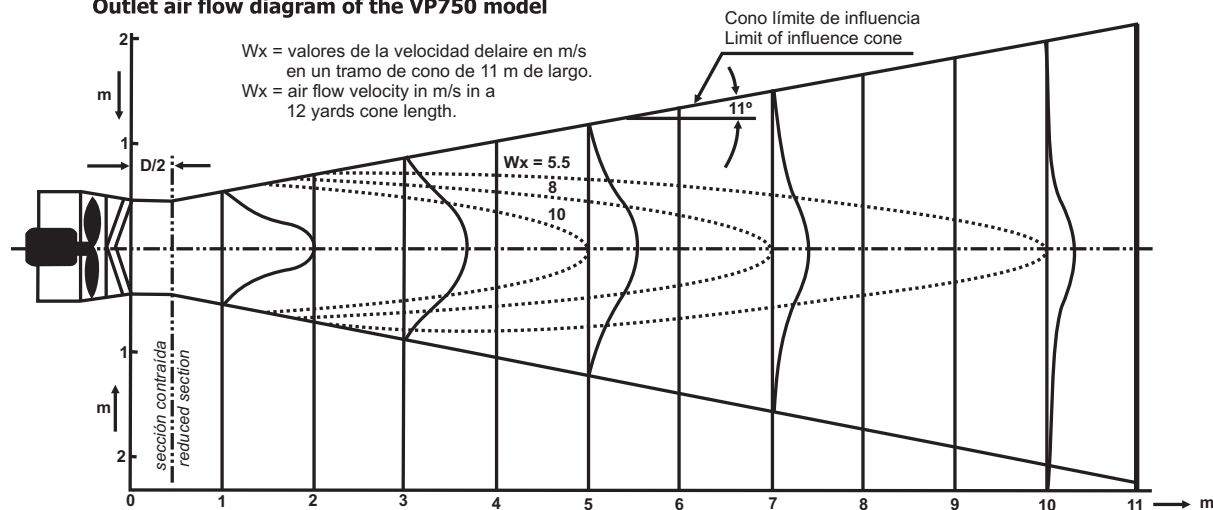 Outlet air flow diagram of the VP750 model
Cono límite de influencia
Limit of influence cone
Wx = valores de la velocidad delaire en m/s
en un tramo de cono de 11 m de largo.
Wx = air flow velocity in m/s in a
12 yards cone length.
2
m
1
11º
D/2
Wx = 5.5
8
10
1
m
2
sección contraída
reduced section
0 1 2 3 4 5 6 7 8 9 10 11 m